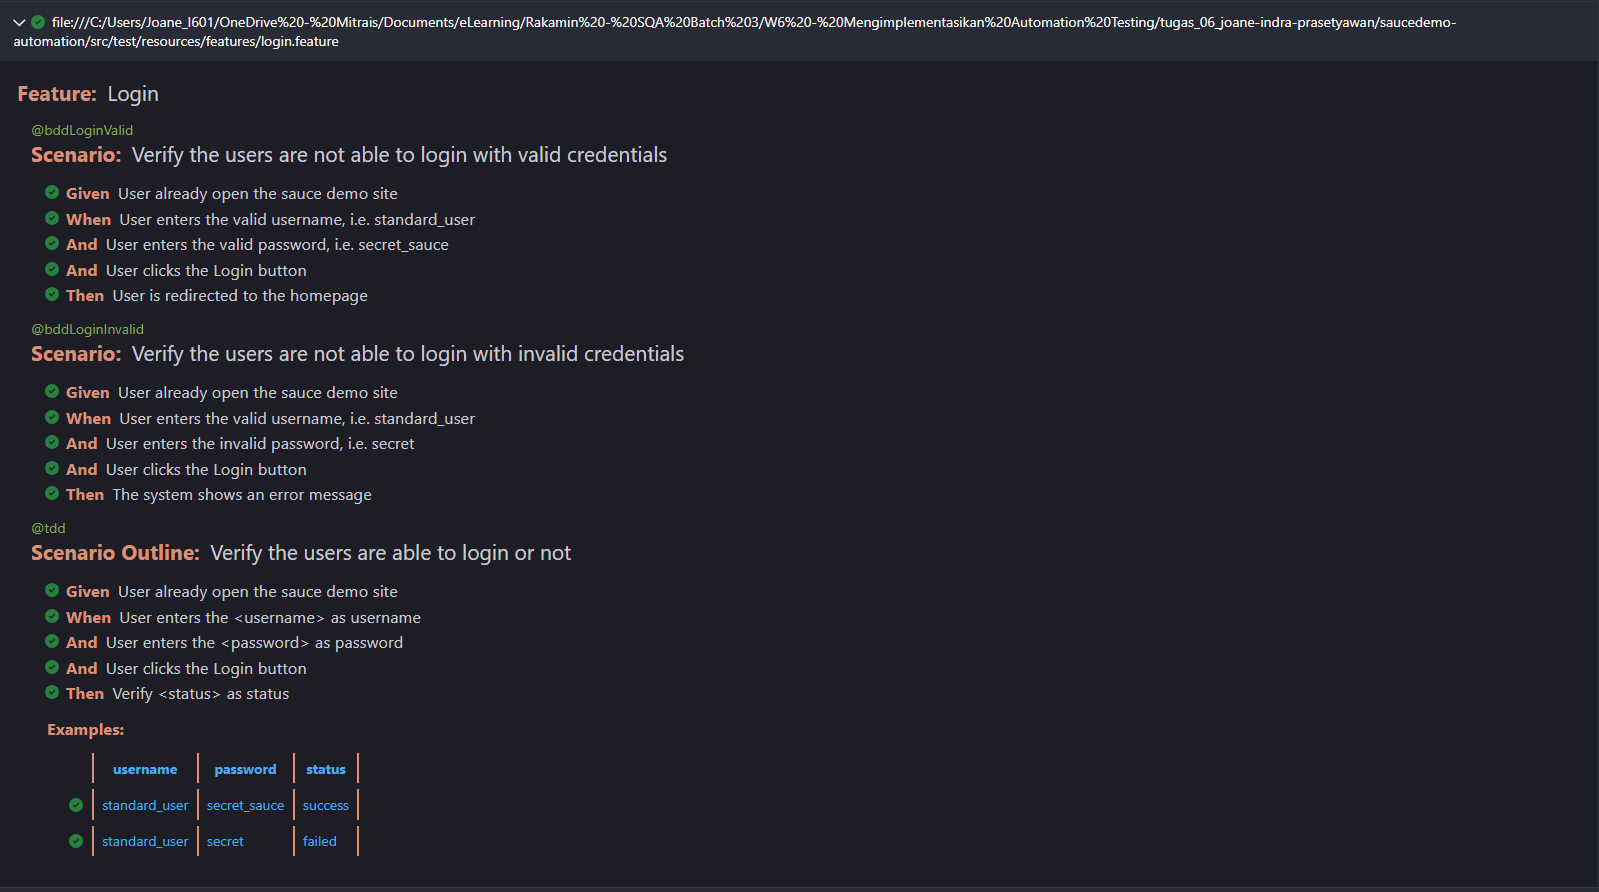 file:///C:/Users/Joane_I601/OneDrive%20-%20Mitrais/Documents/eLearning/Rakamin%20-%20SQA%20Batch%203/W6%20-%20Mengimplementasikan%20Automation%20Testing/tugas_06_joane-indra-prasetyawan/saucedemo-
automation/src/test/resources/features/login.feature
Feature: Login
@bddLoginValid
Scenario: Verify the users are not able to login with valid credentials
Given User already open the sauce demo site
When User enters the valid username, i.e. standard_user
And User enters the valid password, i.e. secret_sauce
And User clicks the Login button
Then User is redirected to the homepage
@bddLoginInvalid
Scenario: Verify the users are not able to login with invalid credentials
Given User already open the sauce demo site
When User enters the valid username, i.e. standard_user
And User enters the invalid password, i.e. secret
And User clicks the Login button
Then The system shows an error message
@tdd
Scenario Outline: Verify the users are able to login or not
Given User already open the sauce demo site
When User enters the <username> as username
And User enters the <password> as password
And User clicks the Login button
Then Verify <status> as status
Examples:
username password status
standard_user secret_sauce success
standard_user secret failed